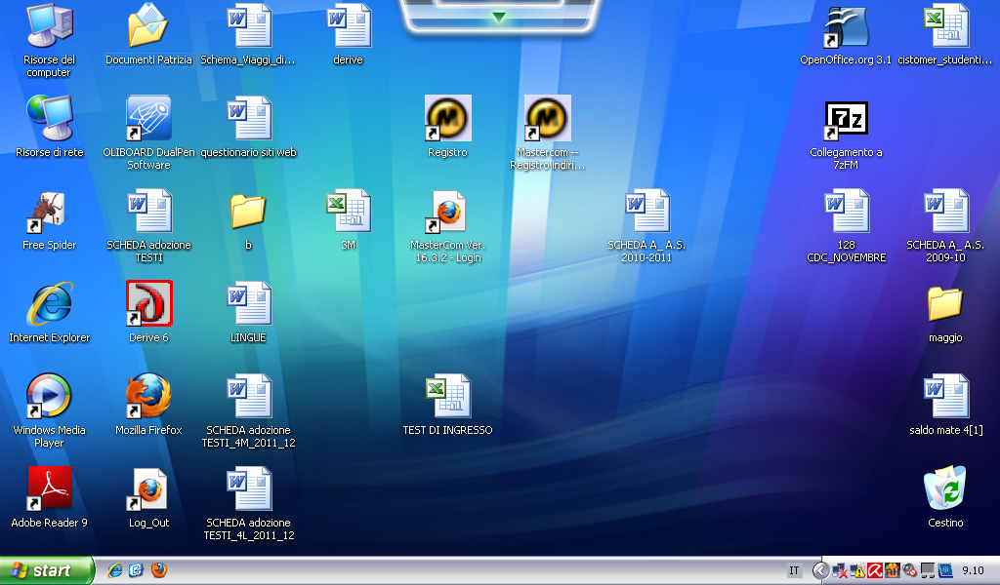 Risorse del
computer
Documenti Patrizia
Schema_Viaggi_di...
derive
OpenOffice.org 3.1
cistomer_studenti...
Risorse di rete
OLIBOARD DualPen
Software
questionario siti web
M
Registro
M
Mastercom --
Registro indiri...
7z
Collegamento a
7zFM
Free Spider
SCHEDA adozione
TESTI
b
3M
MasterCom Ver.
16.3.2 - Login
SCHEDA A_ A.S.
2010-2011
128
CDC_NOVEMBRE
SCHEDA A_ A.S.
2009-10
Internet Explorer
Derive 6
LINGUE
maggio
Windows Media
Player
Mozilla Firefox
SCHEDA adozione
TESTI_4M_2011_12
TEST DI INGRESSO
saldo mate 4[1]
Adobe Reader 9
Log_Out
SCHEDA adozione
TESTI_4L_2011_12
Cestino
start
IT
9.10